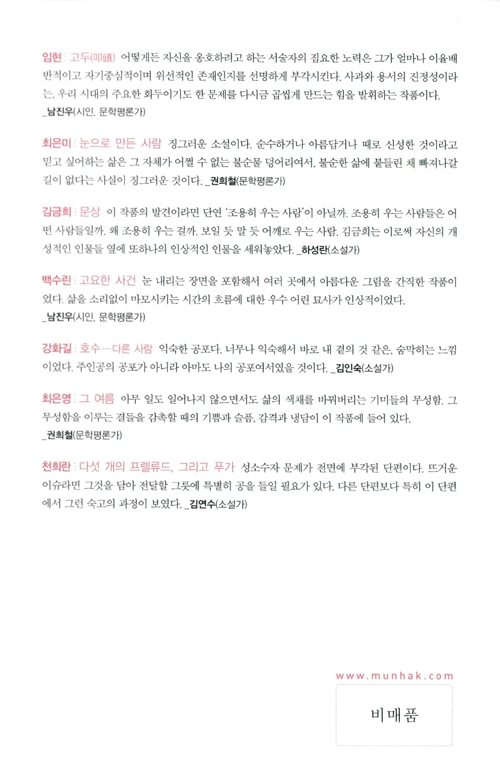 임현 | 고두(叩頭) 어떻게든 자신을 옹호하려고 하는 서술자의 집요한 노력은 그가 얼마나 이율배
반적이고 자기중심적이며 위선적인 존재인지를 선명하게 부각시킨다. 사과와 용서의 진정성이라
는, 우리 시대의 주요한 화두이기도 한 문제를 다시금 곱씹게 만드는 힘을 발휘하는 작품이다.
_남진우(시인, 문학평론가)
최은미 | 눈으로 만든 사람 징그러운 소설이다. 순수하거나 아름답거나 때로 신성한 것이라고
믿고 싶어하는 삶은 그 자체가 어쩔 수 없는 불순물 덩어리여서, 불순한 삶에 붙들린 채 빠져나갈
길이 없다는 사실이 징그러운 것이다. _권희철(문학평론가)
김금희 | 문상 이 작품의 발견이라면 단연 ‘조용히 우는 사람’이 아닐까. 조용히 우는 사람들은 어
떤 사람들일까. 왜 조용히 우는 걸까. 보일 듯 말 듯 어깨로 우는 사람. 김금희는 이로써 자신의 개
성적인 인물들 옆에 또하나의 인상적인 인물을 세워놓았다. _하성란(소설가)
백수린 | 고요한 사건 눈 내리는 장면을 포함해서 여러 곳에서 아름다운 그림을 간직한 작품이
었다. 삶을 소리없이 마모시키는 시간의 흐름에 대한 우수 어린 묘사가 인상적이었다.
_남진우(시인, 문학평론가)
강화길 | 호수—다른 사람 익숙한 공포다. 너무나 익숙해서 바로 내 곁의 것 같은, 숨막히는 느낌
이었다. 주인공의 공포가 아니라 아마도 나의 공포여서였을 것이다. _김인숙(소설가)
최은영 | 그 여름 아무 일도 일어나지 않으면서도 삶의 색채를 바꿔버리는 기미들의 무성함. 그
무성함을 이루는 결들을 감촉할 때의 기쁨과 슬픔, 감격과 냉담이 이 작품에 들어 있다.
_권희철(문학평론가)
천희란 | 다섯 개의 프렐류드, 그리고 푸가 성소수자 문제가 전면에 부각된 단편이다. 뜨거운
이슈라면 그것을 담아 전달할 그릇에 특별히 공을 들일 필요가 있다. 다른 단편보다 특히 이 단편
에서 그런 숙고의 과정이 보였다. _김연수(소설가)
www.munhak.com
비매품